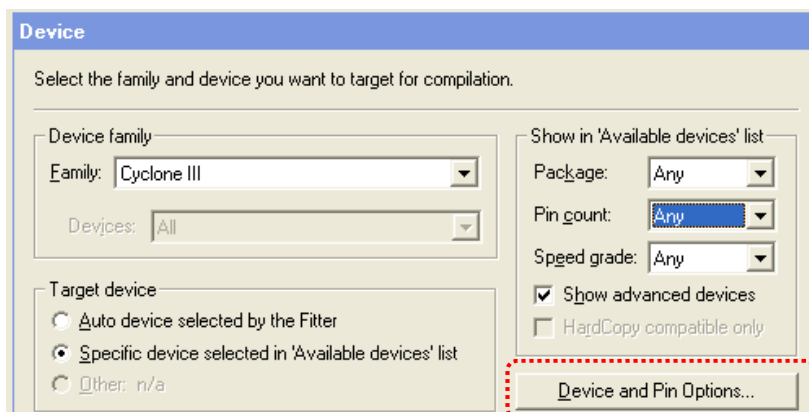 Device
Select the family and device you want to target for compilation.
Device family
Family: Cyclone III
Devices: All
Show in 'Available devices' list
Package: Any
Pin count: Any
Speed grade: Any
Show advanced devices
HardCopy compatible only
Target device
Auto device selected by the Fitter
Specific device selected in 'Available devices' list
Other: n/a
Device and Pin Options...